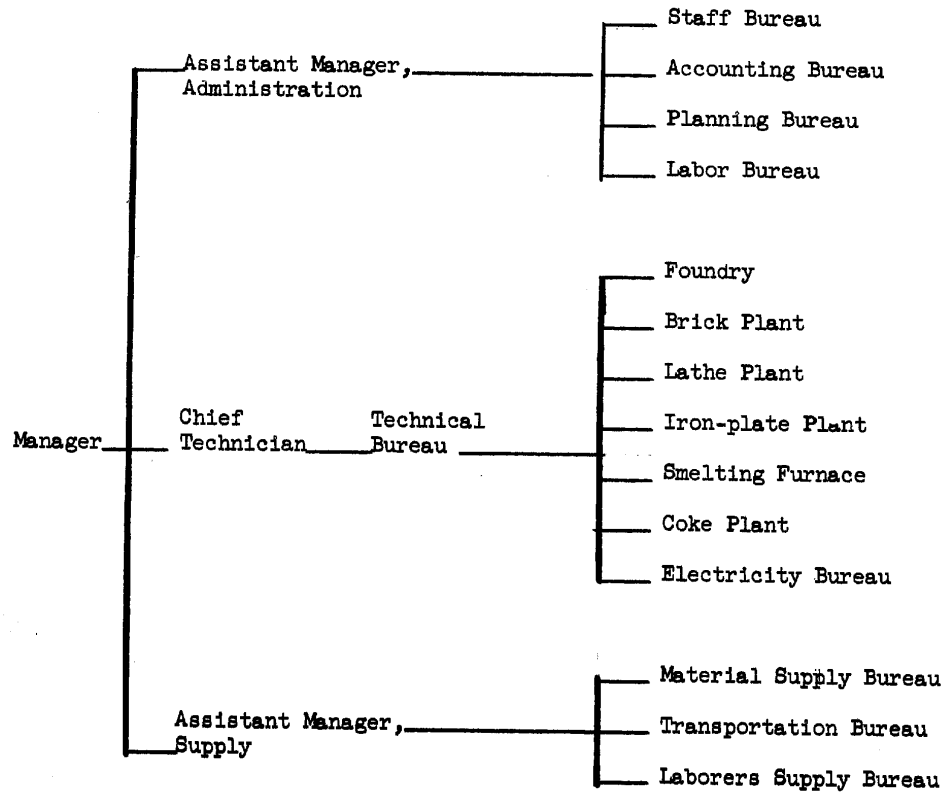 Staff Bureau
Assistant Manager,
Administration
Accounting Bureau
Planning Bureau
Labor Bureau
Foundry
Brick Plant
Lathe Plant
Manager
Chief
Technician
Technical
Bureau
Iron-plate Plant
Smelting Furnace
Coke Plant
Electricity Bureau
Assistant Manager,
Supply
Material Supply Bureau
Transportation Bureau
Laborers Supply Bureau